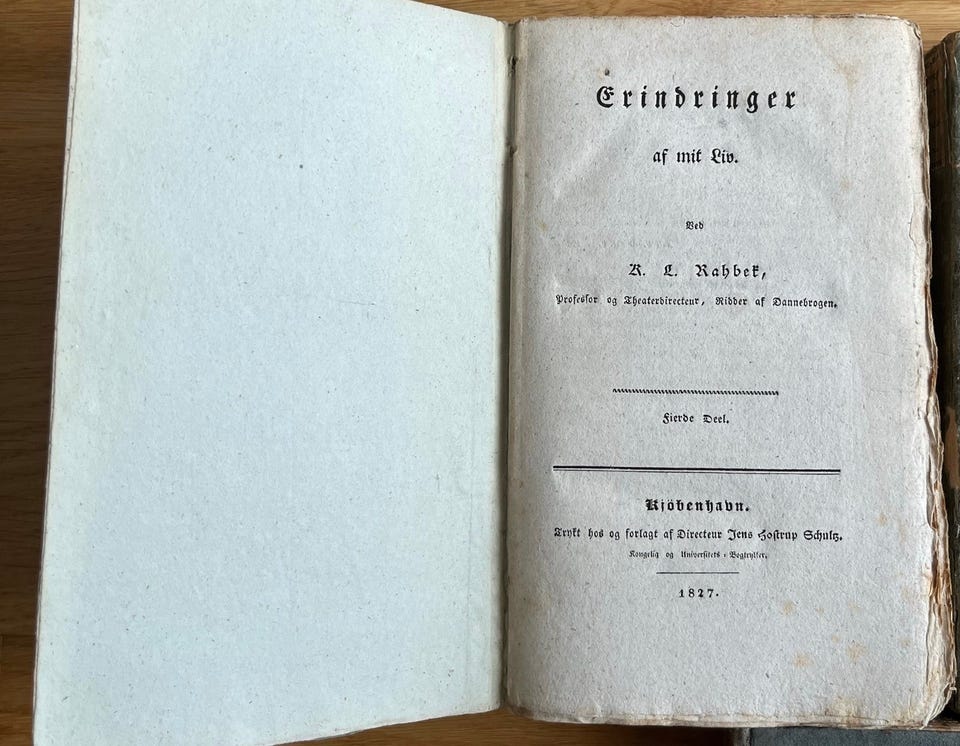 Erindringer
af mit Liv.
Ved
K. L. Rahbek,
Professor og Theaterdirecteur, Ridder af Dannebrogen.
Fierde Deel.
Kjöbenhavn.
Trykt hos og forlagt af Directeur Jens Hostrup Schultz,
Kongelig og Universitets-Bogtrykker.
1827.